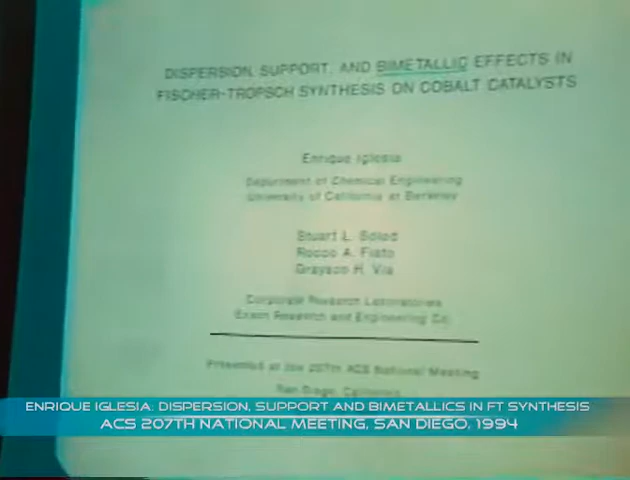 DISPERSION, SUPPORT, AND BIMETALLIC EFFECTS IN
FISCHER-TROPSCH SYNTHESIS ON COBALT CATALYSTS
Enrique Iglesia
Department of Chemical Engineering
University of California at Berkeley
Stuart L. Soled
Rocco A. Fiato
Grayson H. Via
Corporate Research Laboratories
Exxon Research and Engineering Co.
Presented at the 207th ACS National Meeting
San Diego, California
ENRIQUE IGLESIA: DISPERSION, SUPPORT AND BIMETALLICS IN FT SYNTHESIS
ACS 207TH NATIONAL MEETING, SAN DIEGO, 1994